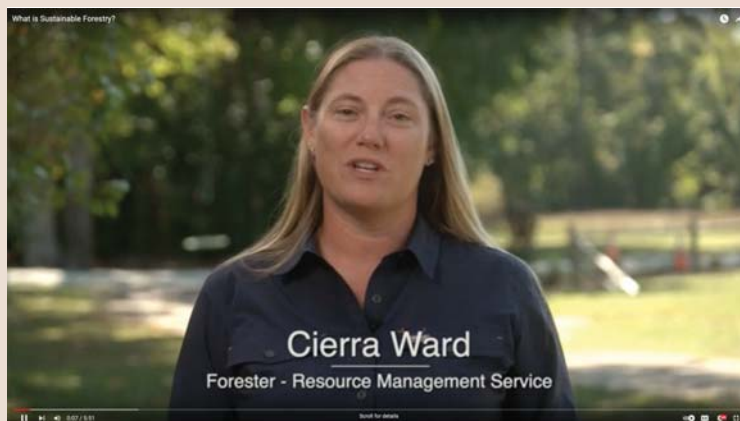 What is Sustainable Forestry?
Cierra Ward
Forester - Resource Management Service
Scroll for details
0:07 / 5:51